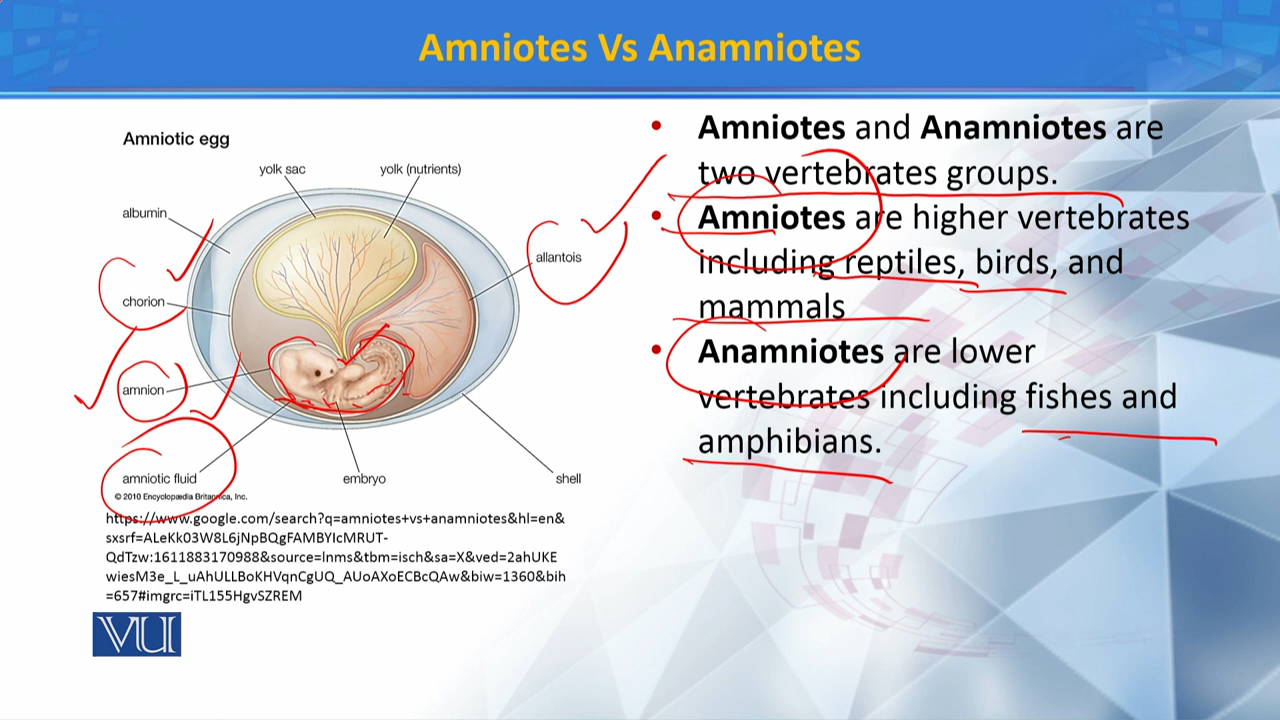 Amniotes Vs Anamniotes
Amniotic egg
yolk sac
yolk (nutrients)
albumin
allantois
chorion
amnion
amniotic fluid
embryo
shell
© 2010 Encyclopædia Britannica, Inc.
https://www.google.com/search?q=amniotes+vs+anamniotes&hl=en&
sxsrf=ALeKk03W8L6jNpBQgFAMBYIcMRUT-
QdTzw:1611883170988&source=lnms&tbm=isch&sa=X&ved=2ahUKE
wiesM3e_L_uAhULLBoKHVqnCgUQ_AUoAXoECBcQAw&biw=1360&bih
=657#imgrc=iTL155HgvSZREM
VU
• Amniotes and Anamniotes are
two vertebrates groups.
• Amniotes are higher vertebrates
including reptiles, birds, and
mammals
• Anamniotes are lower
vertebrates including fishes and
amphibians.